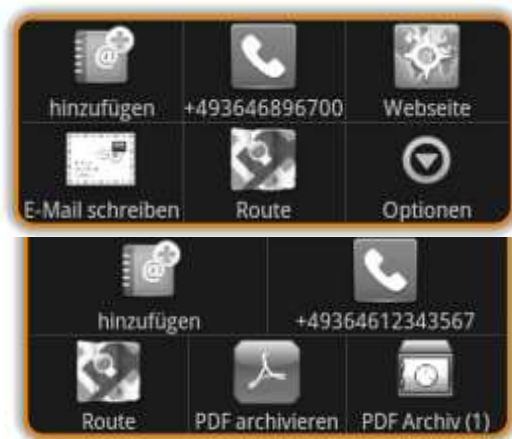 hinzufügen +493646896700 Webseite
E-Mail schreiben Route Optionen
hinzufügen +49364612343567
Route PDF archivieren PDF Archiv (1)